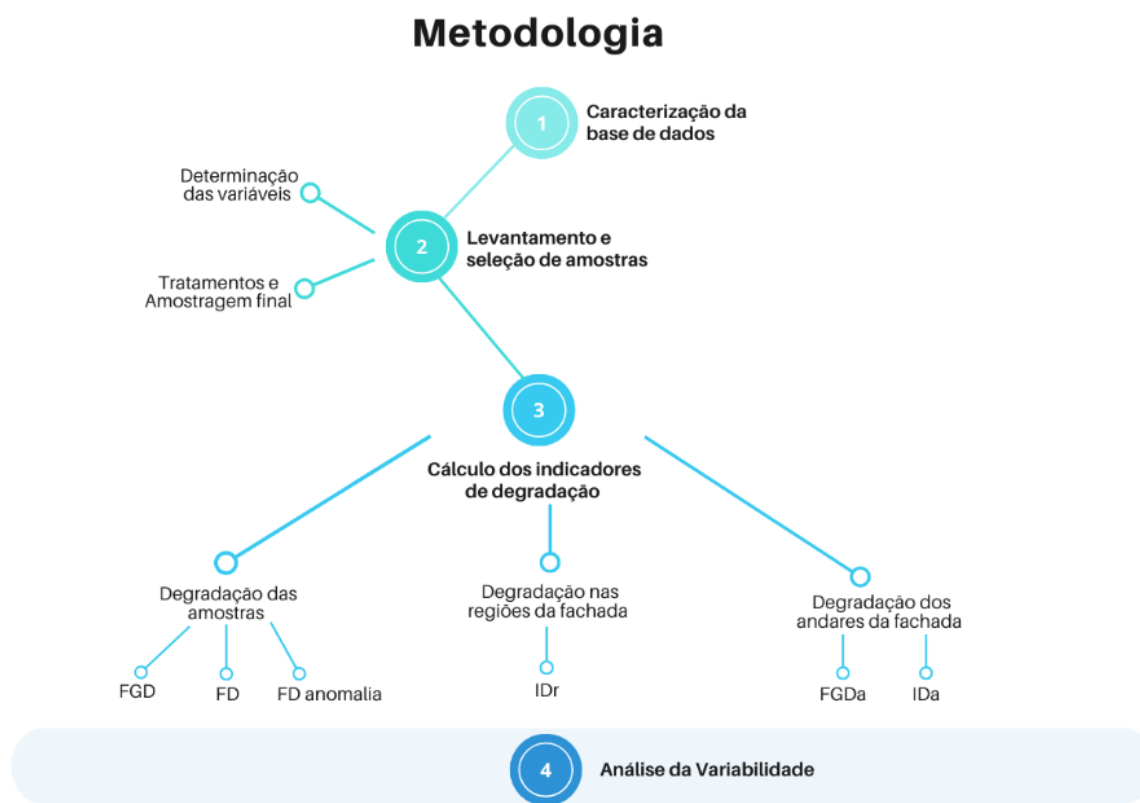 Metodologia
1
Caracterização da
base de dados
Determinação
das variáveis
2
Levantamento e
seleção de amostras
Tratamentos e
Amostragem final
3
Cálculo dos indicadores
de degradação
Degradação das
amostras
FGD
FD
FD anomalia
Degradação nas
regiões da fachada
IDr
Degradação dos
andares da fachada
FGDa
IDa
4
Análise da Variabilidade